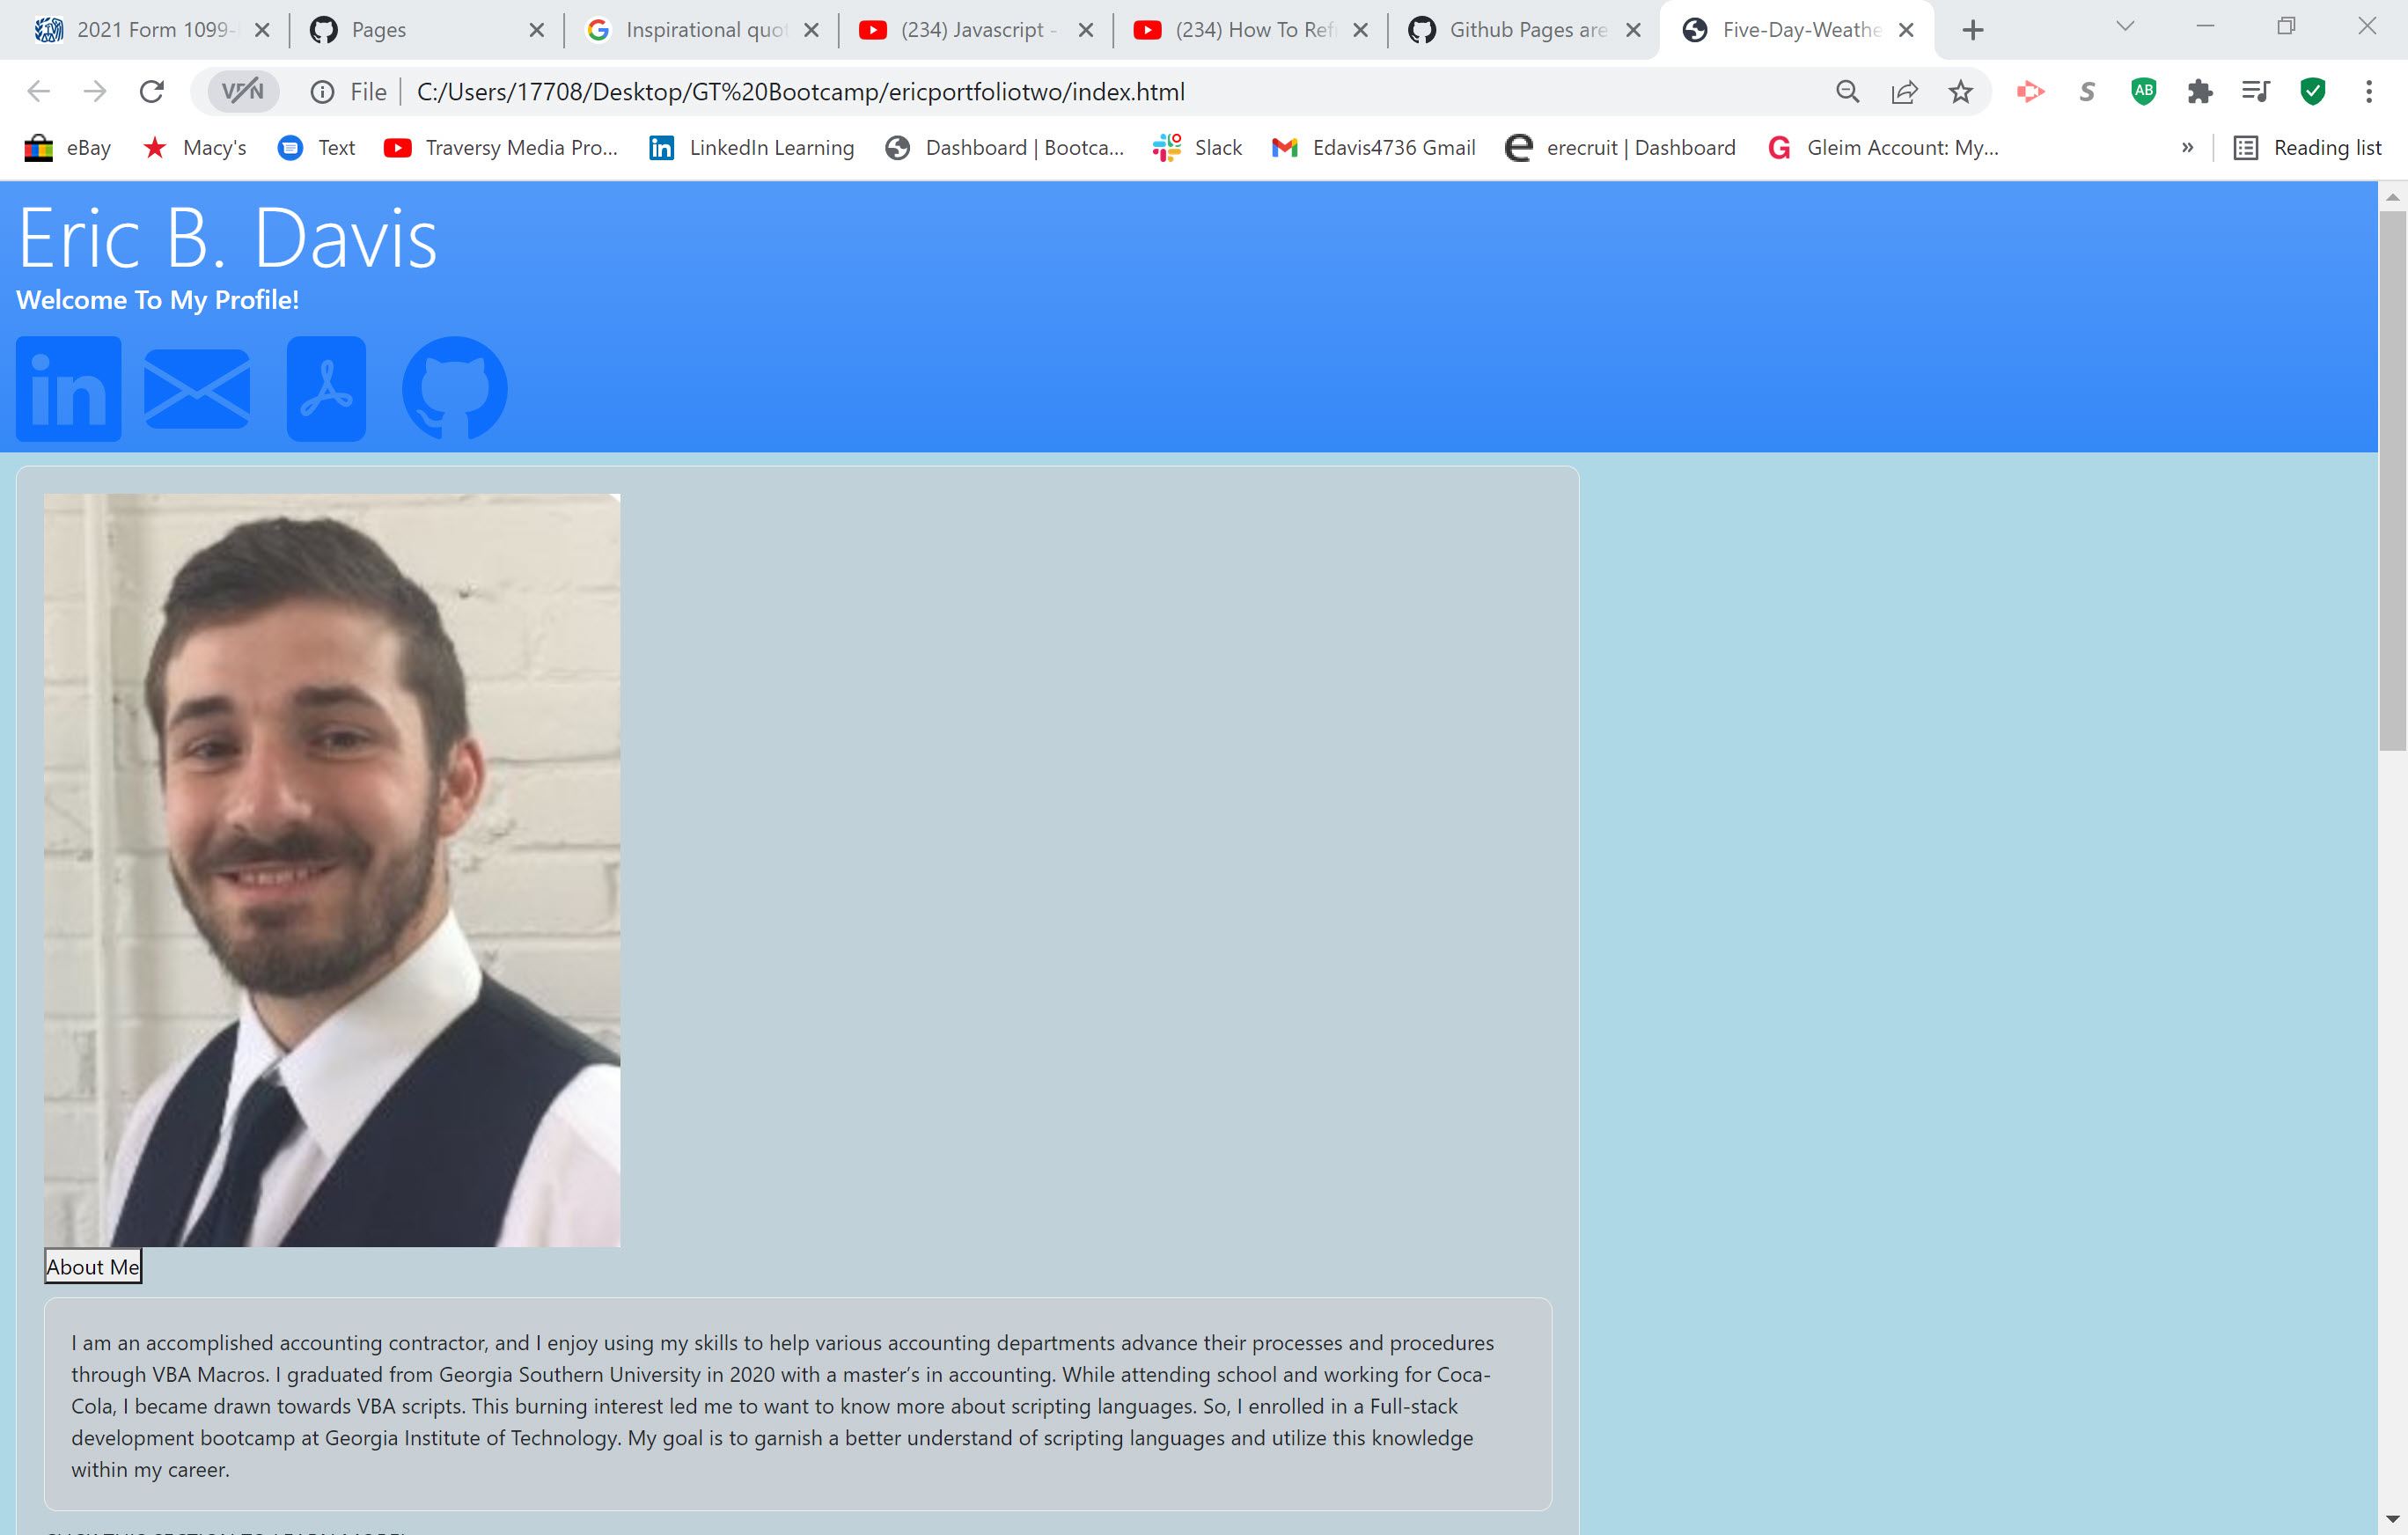 2021 Form 1099-
Pages
Inspirational quo
(234) Javascript -
(234) How To Ref
Github Pages are
Five-Day-Weathe
VPN
File
C:/Users/17708/Desktop/GT%20Bootcamp/ericportfoliotwo/index.html
S
AB
eBay
Macy's
Text
Traversy Media Pro...
LinkedIn Learning
Dashboard | Bootca...
Slack
Edavis4736 Gmail
erecruit | Dashboard
Gleim Account: My...
»
Reading list
Eric B. Davis
Welcome To My Profile!
in
About Me
I am an accomplished accounting contractor, and I enjoy using my skills to help various accounting departments advance their processes and procedures
through VBA Macros. I graduated from Georgia Southern University in 2020 with a master’s in accounting. While attending school and working for Coca-
Cola, I became drawn towards VBA scripts. This burning interest led me to want to know more about scripting languages. So, I enrolled in a Full-stack
development bootcamp at Georgia Institute of Technology. My goal is to garnish a better understand of scripting languages and utilize this knowledge
within my career.